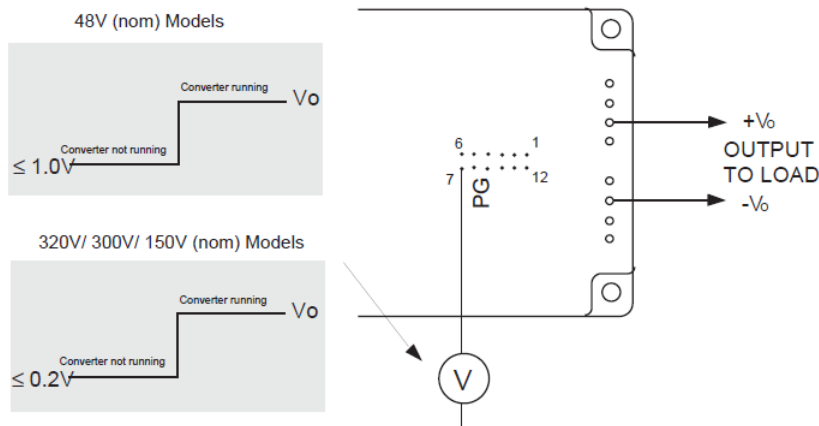 48V (nom) Models
Converter running
Vo
Converter not running
≤ 1.0V
320V/ 300V/ 150V (nom) Models
Converter running
Vo
Converter not running
≤ 0.2V
6
1
7
12
PG
V
+Vo
OUTPUT
TO LOAD
-Vo